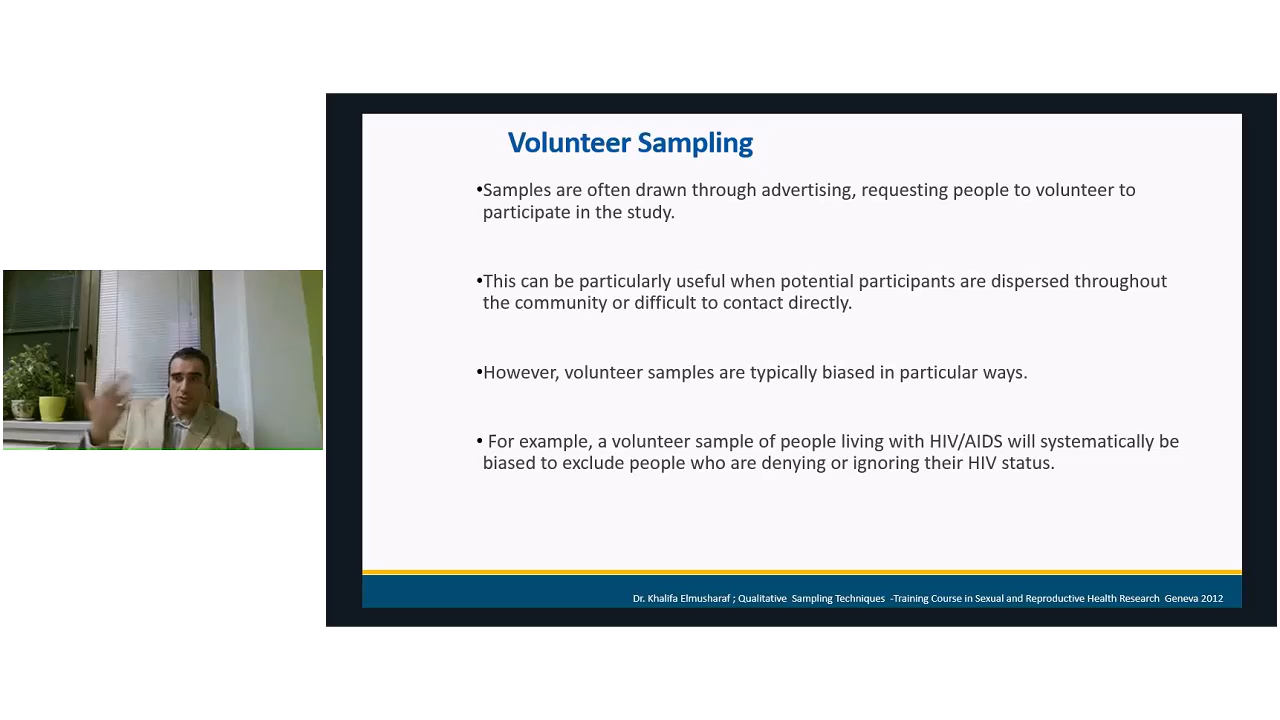 Volunteer Sampling
•Samples are often drawn through advertising, requesting people to volunteer to
participate in the study.
•This can be particularly useful when potential participants are dispersed throughout
the community or difficult to contact directly.
•However, volunteer samples are typically biased in particular ways.
• For example, a volunteer sample of people living with HIV/AIDS will systematically be
biased to exclude people who are denying or ignoring their HIV status.
Dr. Khalifa Elmusharaf ; Qualitative Sampling Techniques -Training Course in Sexual and Reproductive Health Research Geneva 2012